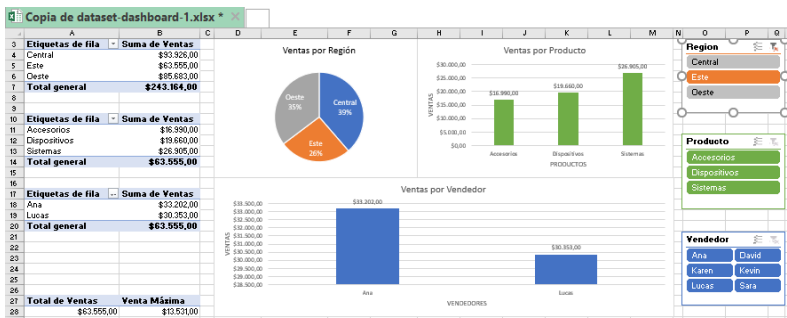 Copia de dataset-dashboard-1.xlsx *
A B C D E F G H I J K L M N O P Q
3 Etiquetas de fila Suma de Ventas
4 Central $93.926,00
5 Este $63.555,00
6 Oeste $85.683,00
7 Total general $243.164,00
8
9
10 Etiquetas de fila Suma de Ventas
11 Accesorios $16.990,00
12 Dispositivos $19.660,00
13 Sistemas $26.905,00
14 Total general $63.555,00
15
16
17 Etiquetas de fila Suma de Ventas
18 Ana $33.202,00
19 Lucas $30.353,00
20 Total general $63.555,00
21
22
23
24
25
26
27 Total de Ventas Venta Máxima
28 $63.555,00 $13.531,00
Ventas por Región
Oeste
35%
Central
39%
Este
26%
Ventas por Producto
VENTAS
$30.000,00
$25.000,00
$20.000,00
$15.000,00
$10.000,00
$5.000,00
$0,00
$16.990,00
$19.660,00
$26.905,00
Accesorios Dispositivos Sistemas
PRODUCTOS
Ventas por Vendedor
VENTAS
$33.500,00
$33.000,00
$32.500,00
$32.000,00
$31.500,00
$31.000,00
$30.500,00
$30.000,00
$29.500,00
$29.000,00
$28.500,00
$33.202,00
$30.353,00
Ana Lucas
VENDEDORES
Region
Central
Este
Oeste
Producto
Accesorios
Dispositivos
Sistemas
Vendedor
Ana David
Karen Kevin
Lucas Sara